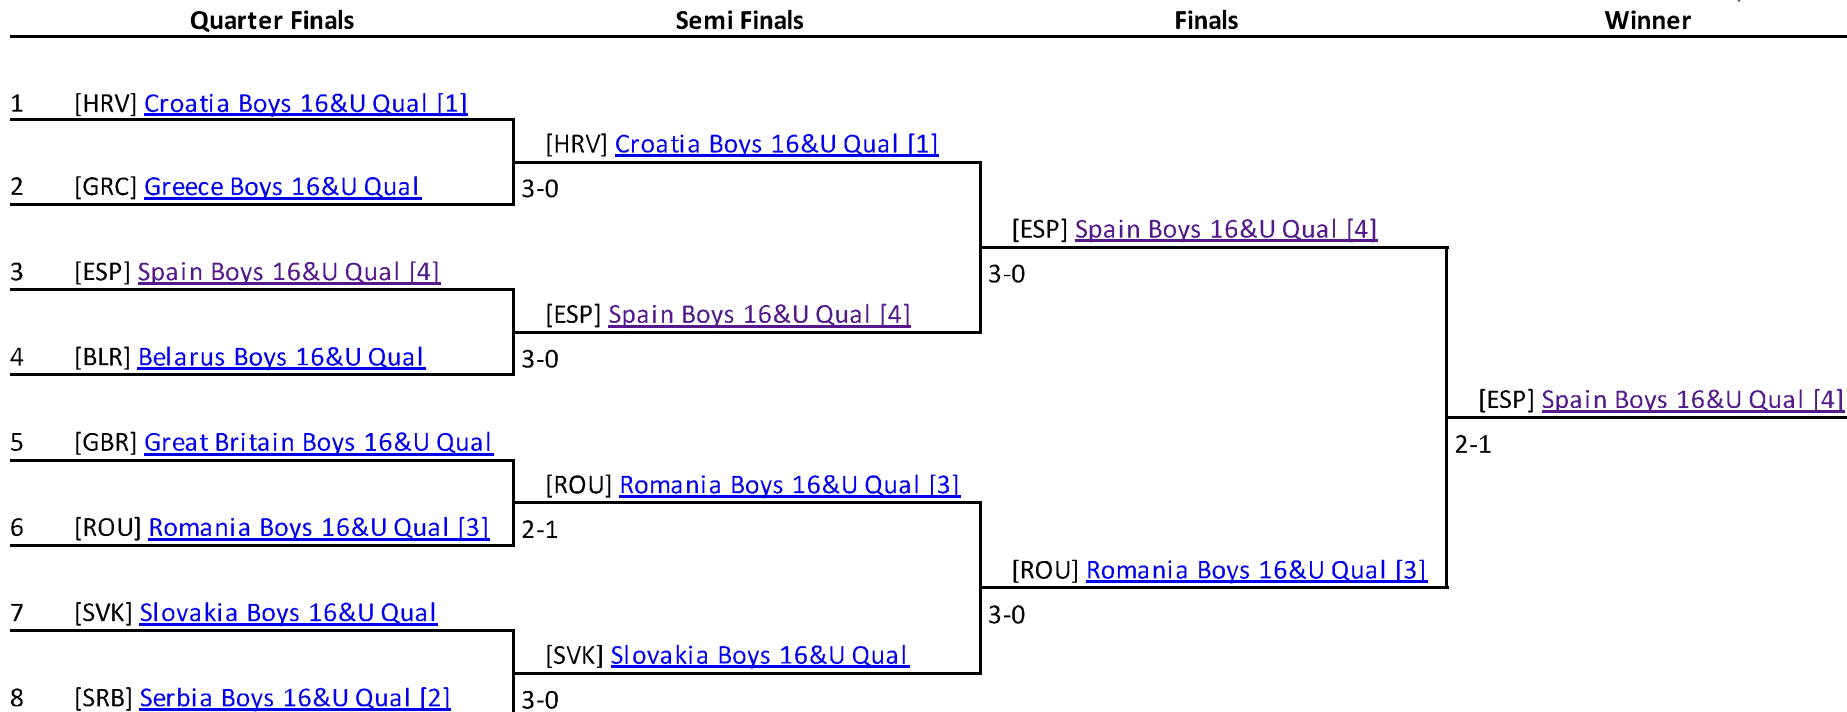 Quarter Finals Semi Finals Finals Winner
1 [HRV] Croatia Boys 16&U Qual [1]
[HRV] Croatia Boys 16&U Qual [1]
2 [GRC] Greece Boys 16&U Qual 3-0
[ESP] Spain Boys 16&U Qual [4]
3 [ESP] Spain Boys 16&U Qual [4] 3-0
[ESP] Spain Boys 16&U Qual [4]
4 [BLR] Belarus Boys 16&U Qual 3-0
[ESP] Spain Boys 16&U Qual [4]
5 [GBR] Great Britain Boys 16&U Qual 2-1
[ROU] Romania Boys 16&U Qual [3]
6 [ROU] Romania Boys 16&U Qual [3] 2-1
[ROU] Romania Boys 16&U Qual [3]
7 [SVK] Slovakia Boys 16&U Qual 3-0
[SVK] Slovakia Boys 16&U Qual
8 [SRB] Serbia Boys 16&U Qual [2] 3-0